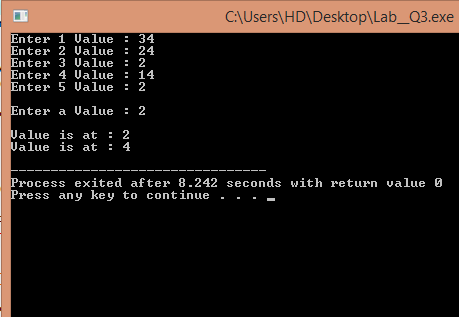 C:\Users\HD\Desktop\Lab__Q3.exe
Enter 1 Value : 34
Enter 2 Value : 24
Enter 3 Value : 2
Enter 4 Value : 14
Enter 5 Value : 2
Enter a Value : 2
Value is at : 2
Value is at : 4
--------------------------------
Process exited after 8.242 seconds with return value 0
Press any key to continue . . . _